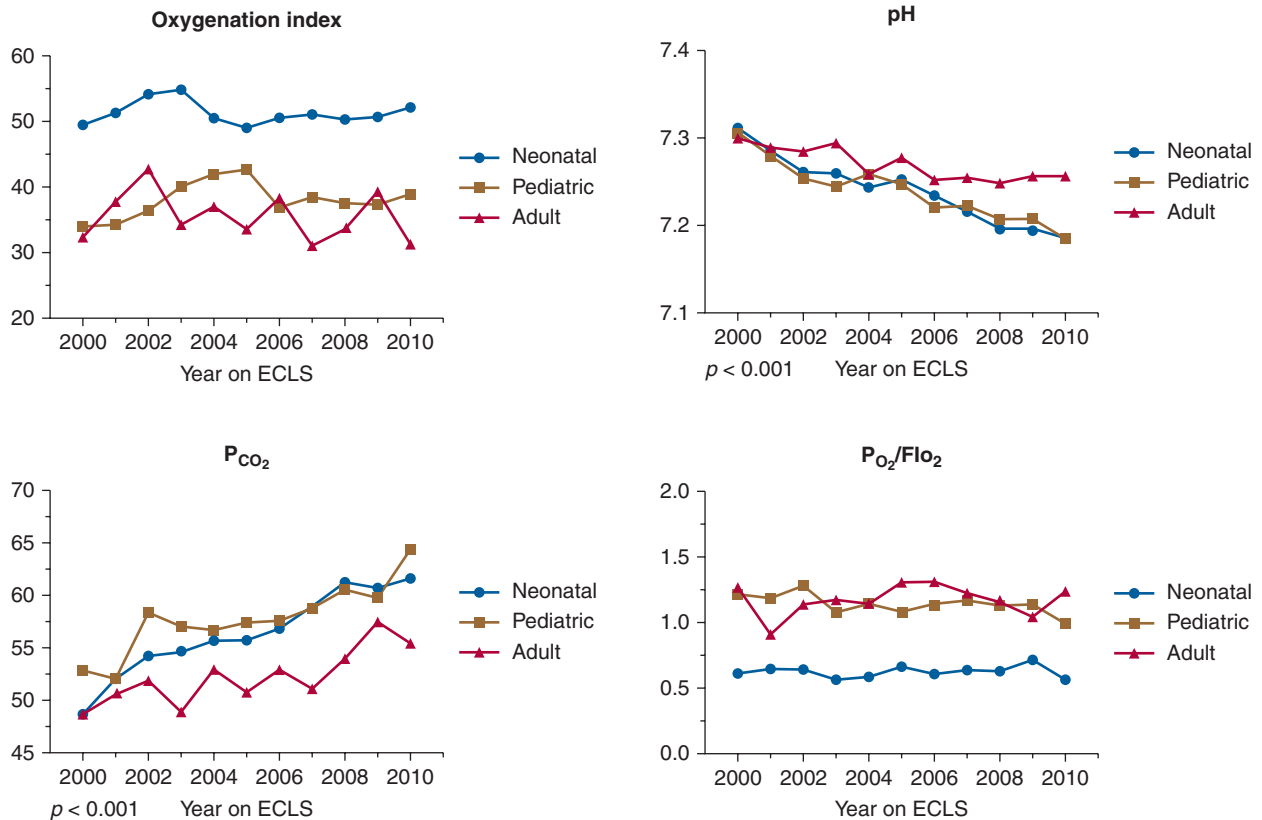 Oxygenation index
60
50
40
30
20
2000 2002 2004 2006 2008 2010
Year on ECLS
Neonatal
Pediatric
Adult
pH
7.4
7.3
7.2
7.1
2000 2002 2004 2006 2008 2010
p < 0.001 Year on ECLS
Neonatal
Pediatric
Adult
P_CO₂
70
65
60
55
50
45
2000 2002 2004 2006 2008 2010
p < 0.001 Year on ECLS
Neonatal
Pediatric
Adult
P_O₂/FIo₂
2.0
1.5
1.0
0.5
0.0
2000 2002 2004 2006 2008 2010
Year on ECLS
Neonatal
Pediatric
Adult